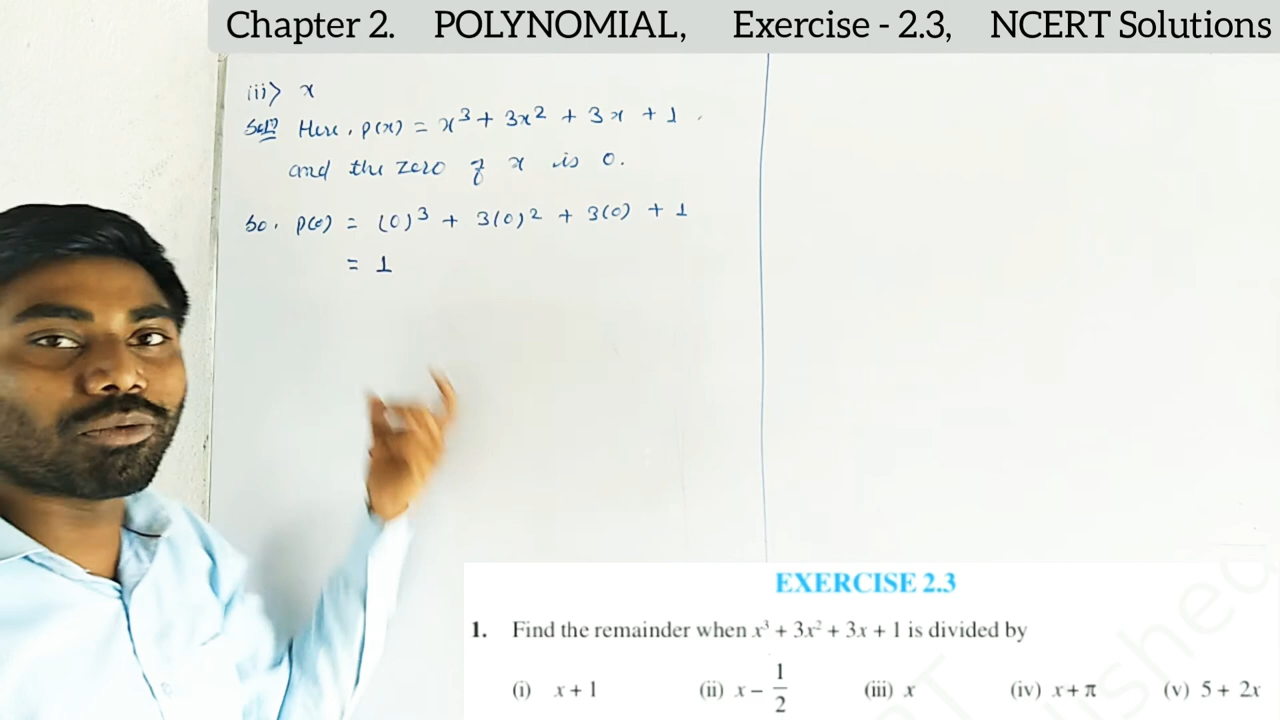 Chapter 2. POLYNOMIAL, Exercise - 2.3, NCERT Solutions
iii> x
Sol? Here, p(x) = x³ + 3x² + 3x + 1,
and the zero of x is 0.
So, p(0) = (0)³ + 3(0)² + 3(0) + 1
= 1
EXERCISE 2.3
1. Find the remainder when x³ + 3x² + 3x + 1 is divided by
(i) x + 1 (ii) x - 1/2 (iii) x (iv) x + π (v) 5 + 2x